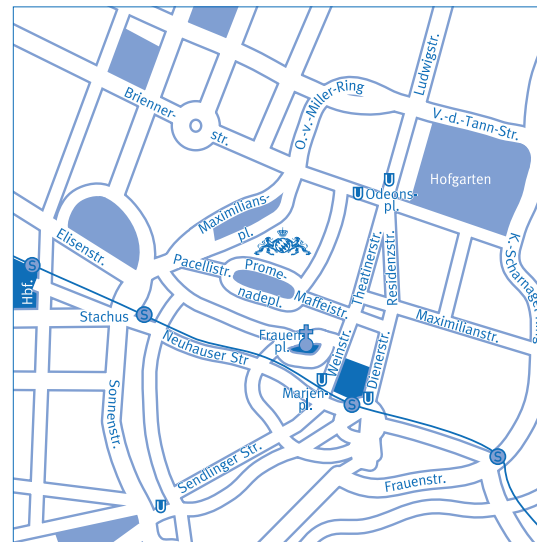 Ludwigstr.
O.-v.-Miller-Ring
V.-d.-Tann-Str.
Brienner-
str.
U
Hofgarten
U
Odeons-
pl.
Maximilians-
pl.
Elisenstr.
Pacellistr.
Prome-
nadepl.
Maffeistr.
Theatinerstr.
Residenzstr.
S
Hbf.
Stachus
S
Neuhauser Str
Frauen-
pl.
Weinstr.
Dienerstr.
Maximilianstr.
U
Marien-
pl.
U
S
Sonnenstr.
Sendlinger Str.
Frauenstr.
S
U